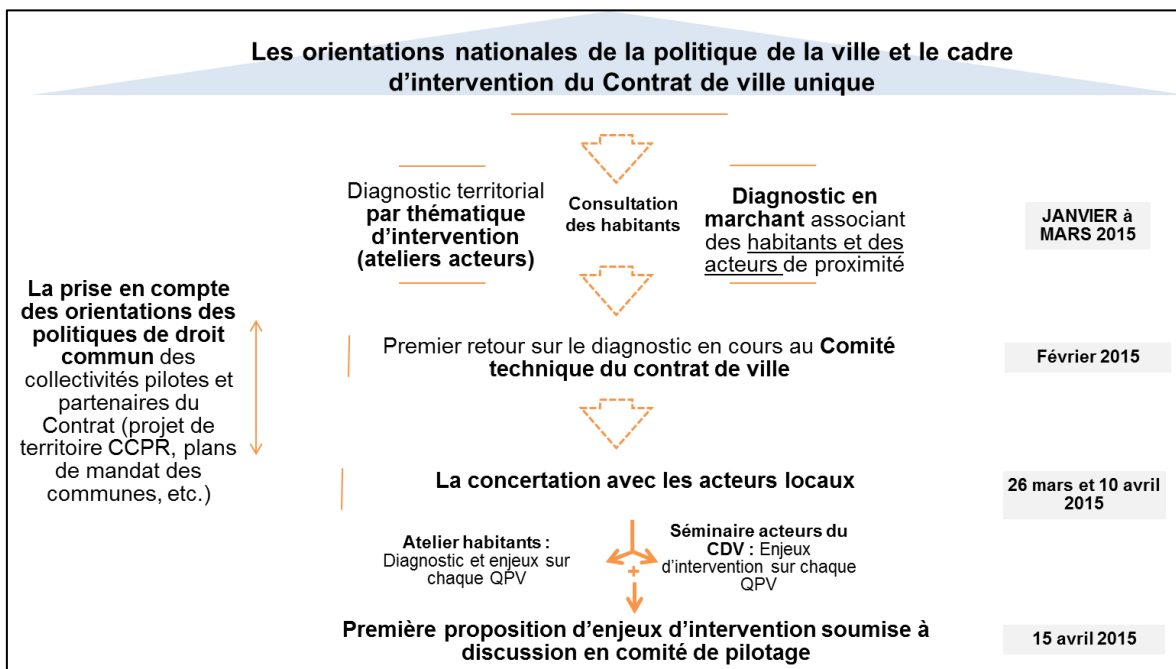 Les orientations nationales de la politique de la ville et le cadre
d'intervention du Contrat de ville unique
Diagnostic territorial
par thématique
d'intervention
(ateliers acteurs)
Consultation
des habitants
Diagnostic en
marchant associant
des habitants et des
acteurs de proximité
JANVIER à
MARS 2015
La prise en compte
des orientations des
politiques de droit
commun des
collectivités pilotes et
partenaires du
Contrat (projet de
territoire CCPR, plans
de mandat des
communes, etc.)
Premier retour sur le diagnostic en cours au Comité
technique du contrat de ville
Février 2015
La concertation avec les acteurs locaux
26 mars et 10 avril
2015
Atelier habitants :
Diagnostic et enjeux sur
chaque QPV
+
Séminaire acteurs du
CDV : Enjeux
d'intervention sur chaque
QPV
Première proposition d'enjeux d'intervention soumise à
discussion en comité de pilotage
15 avril 2015